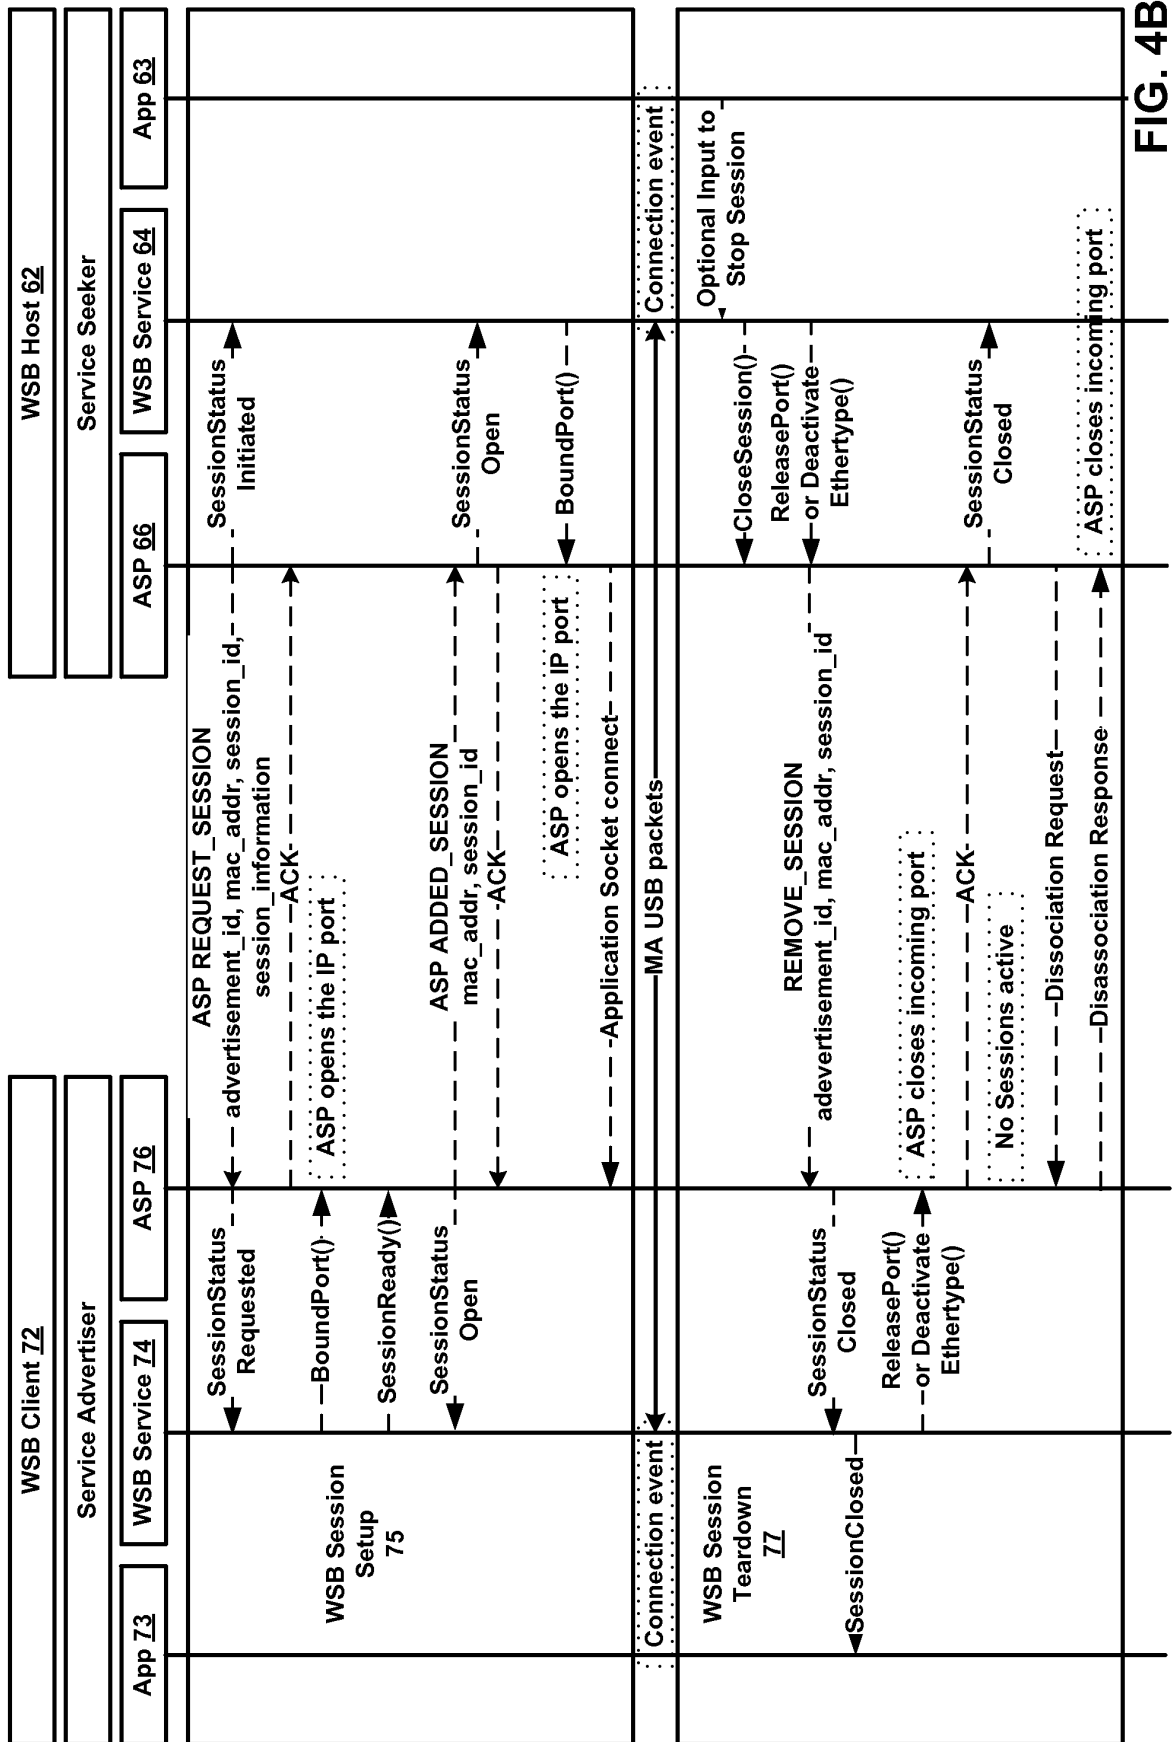 WSB Client 72
WSB Host 62
Service Advertiser
Service Seeker
App 73
WSB Service 74
ASP 76
ASP 66
WSB Service 64
App 63
ASP REQUEST_SESSION
SessionStatus
Requested
advertisement_id, mac_addr, session_id,
session_information
SessionStatus
Initiated
ACK
BoundPort()
ASP opens the IP port
WSB Session
Setup
75
SessionReady()
SessionStatus
Open
ASP ADDED_SESSION
mac_addr, session_id
SessionStatus
Open
ACK
ASP opens the IP port
BoundPort()
Application Socket connect
Connection event
MA USB packets
Connection event
WSB Session
Teardown
77
Optional Input to
Stop Session
CloseSession()
REMOVE_SESSION
adevertisement_id, mac_addr, session_id
ReleasePort()
or Deactivate
Ethertype()
SessionStatus
Closed
SessionClosed
ReleasePort()
or Deactivate
Ethertype()
ASP closes incoming port
ACK
SessionStatus
Closed
No Sessions active
Dissociation Request
Disassociation Response
ASP closes incoming port
FIG. 4B